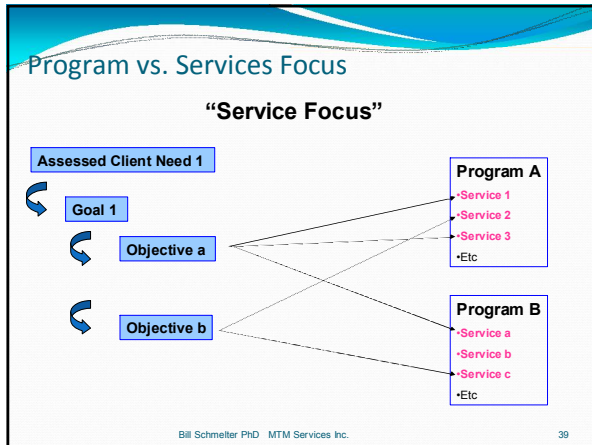 Program vs. Services Focus
“Service Focus”
Assessed Client Need 1
Goal 1
Objective a
Objective b
Program A
•Service 1
•Service 2
•Service 3
•Etc
Program B
•Service a
•Service b
•Service c
•Etc
Bill Schmelter PhD MTM Services Inc.
39